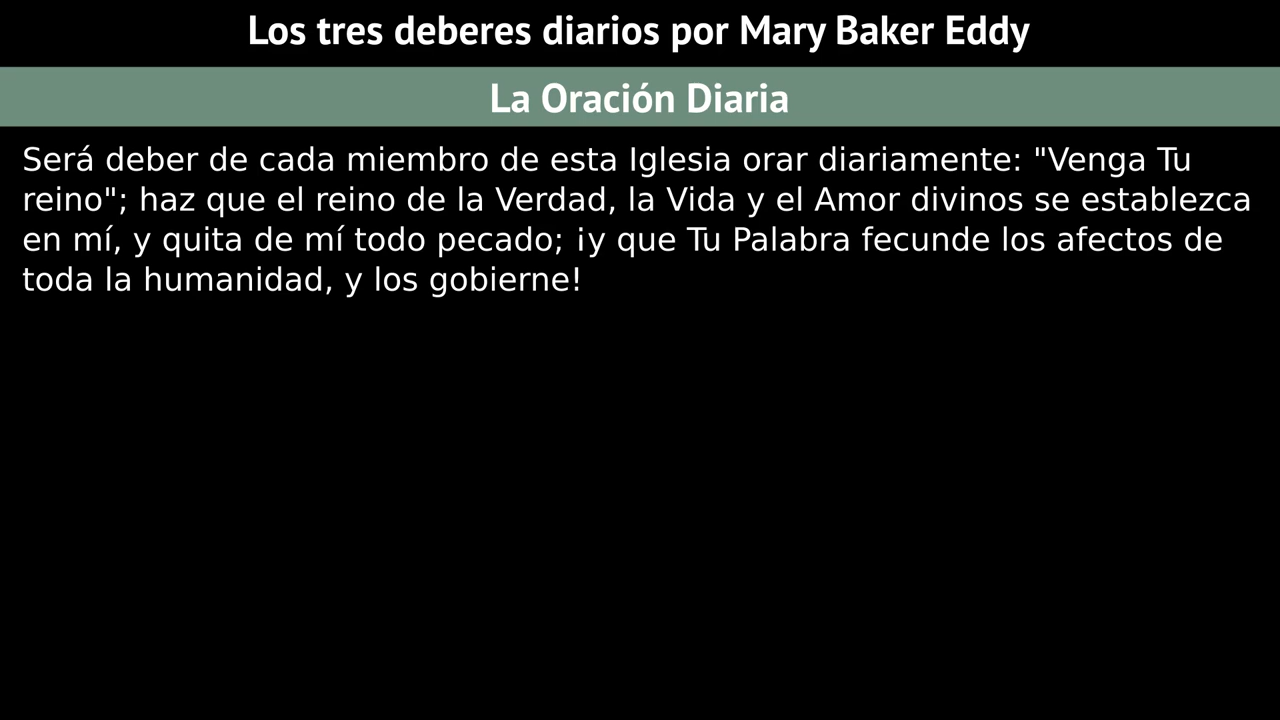 Los tres deberes diarios por Mary Baker Eddy
La Oración Diaria
Será deber de cada miembro de esta Iglesia orar diariamente: "Venga Tu
reino"; haz que el reino de la Verdad, la Vida y el Amor divinos se establezca
en mí, y quita de mí todo pecado; ¡y que Tu Palabra fecunde los afectos de
toda la humanidad, y los gobierne!